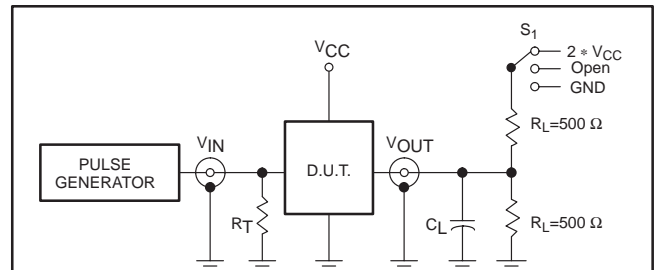 S1
2 * VCC
Open
GND
VCC
RL=500 Ω
VIN
VOUT
PULSE
GENERATOR
D.U.T.
RT
CL
RL=500 Ω